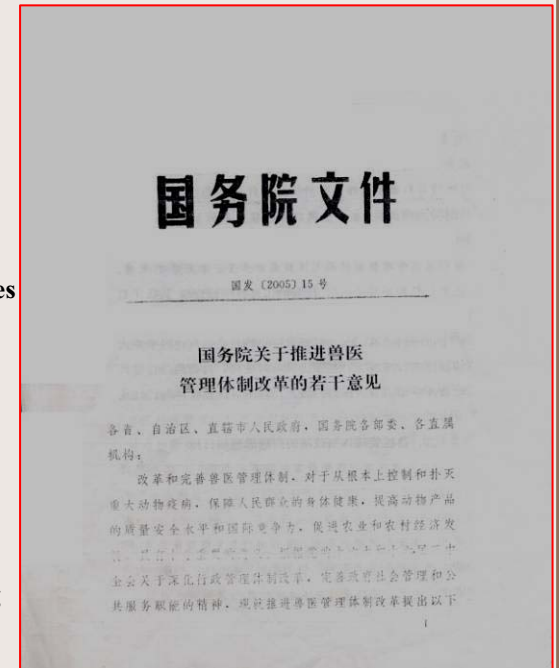 国务院文件
国发〔2005〕15号
es
国务院关于推进兽医
管理体制改革的若干意见
各省、自治区、直辖市人民政府，国务院各部委、各直属
机构：
改革和完善兽医管理体制，对于从根本上控制和扑灭
重大动物疫病，保障人民群众的身体健康，提高动物产品
的质量安全水平和国际竞争力，促进农业和农村经济发
全会关于深化行政管理体制改革，完善政府社会管理和公
共服务职能的精神，现就推进兽医管理体制改革提出以下
1